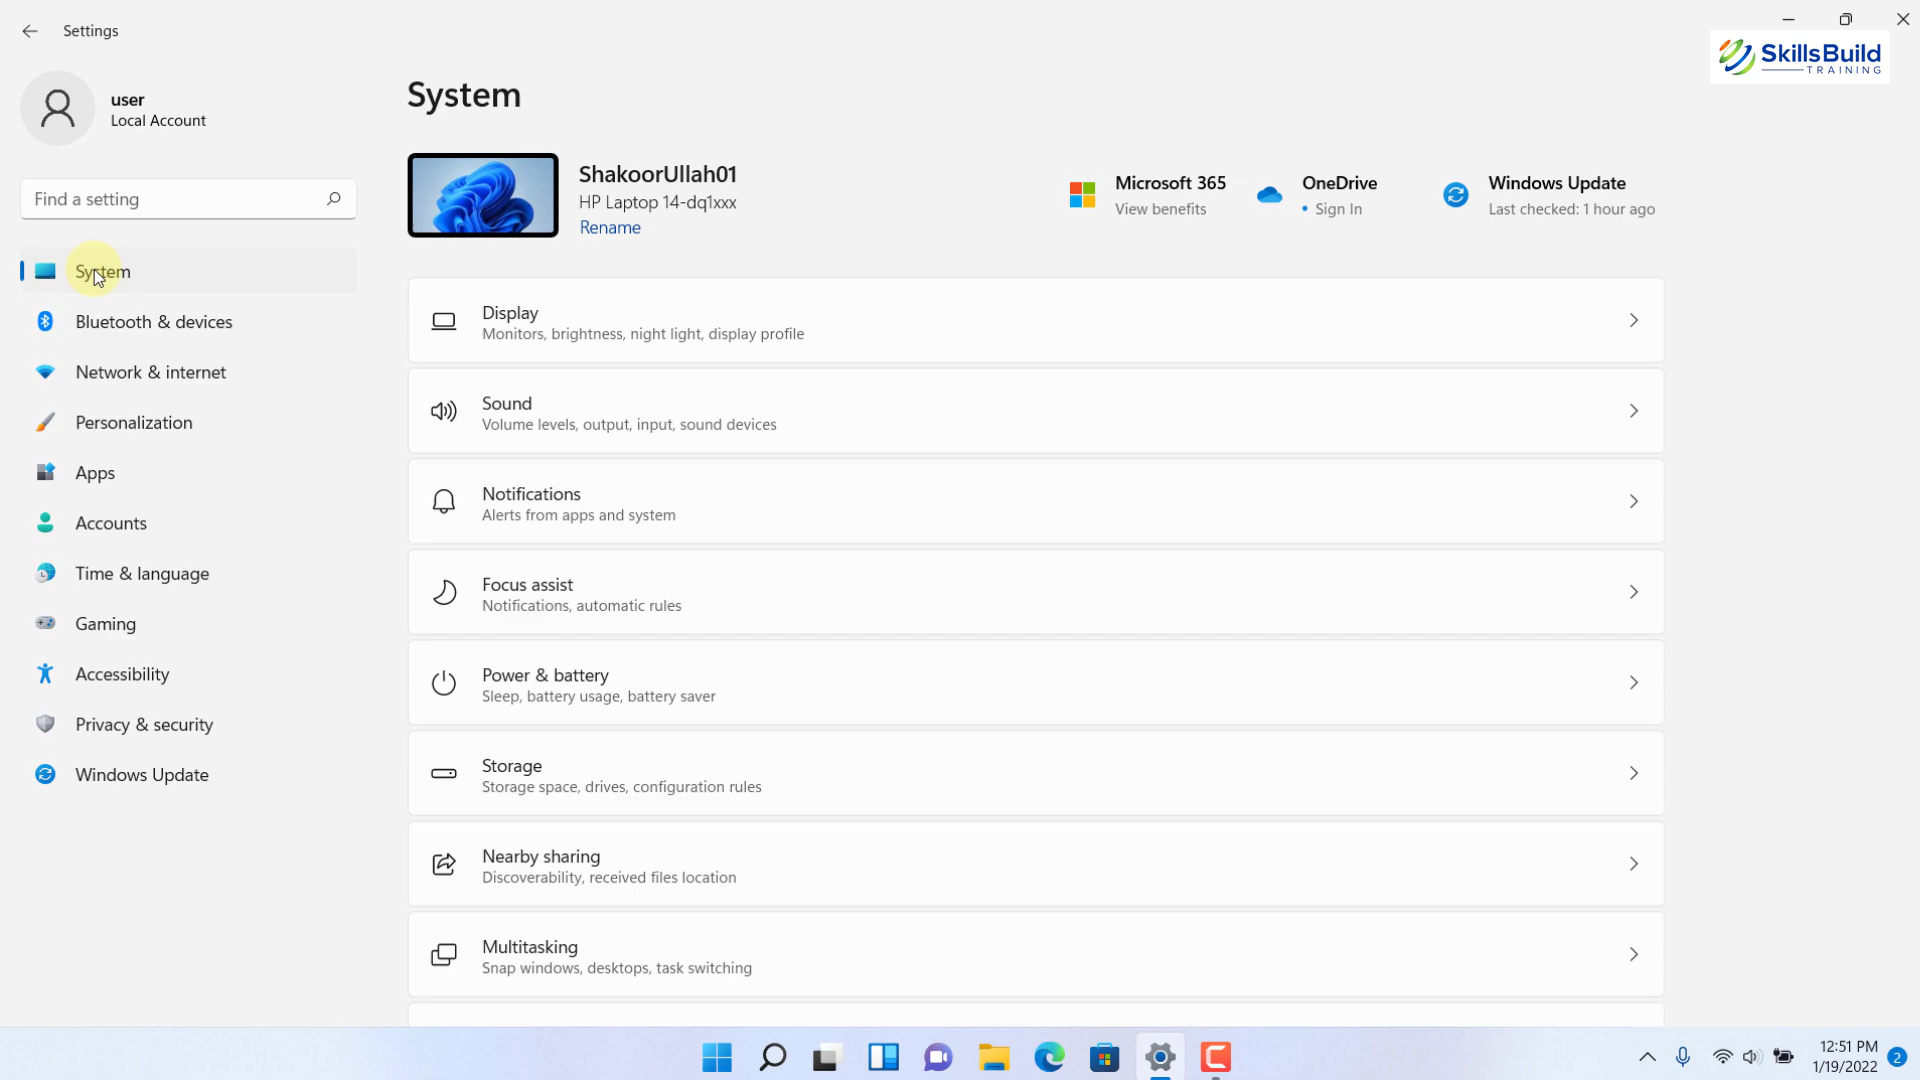 Settings
SkillsBuild
TRAINING
user
Local Account
Find a setting
System
Bluetooth & devices
Network & internet
Personalization
Apps
Accounts
Time & language
Gaming
Accessibility
Privacy & security
Windows Update
System
ShakoorUllah01
HP Laptop 14-dq1xxx
Rename
Microsoft 365
View benefits
OneDrive
• Sign In
Windows Update
Last checked: 1 hour ago
Display
Monitors, brightness, night light, display profile
Sound
Volume levels, output, input, sound devices
Notifications
Alerts from apps and system
Focus assist
Notifications, automatic rules
Power & battery
Sleep, battery usage, battery saver
Storage
Storage space, drives, configuration rules
Nearby sharing
Discoverability, received files location
Multitasking
Snap windows, desktops, task switching
12:51 PM
1/19/2022
2